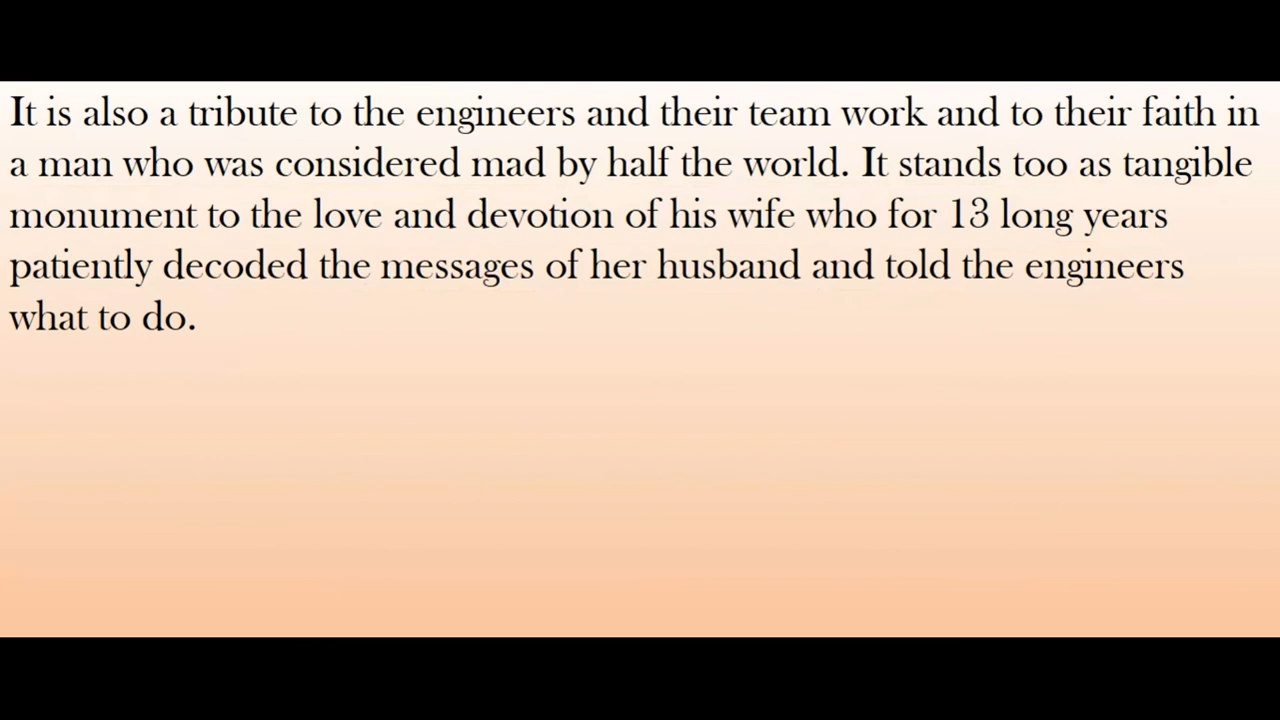 It is also a tribute to the engineers and their team work and to their faith in
a man who was considered mad by half the world. It stands too as tangible
monument to the love and devotion of his wife who for 13 long years
patiently decoded the messages of her husband and told the engineers
what to do.